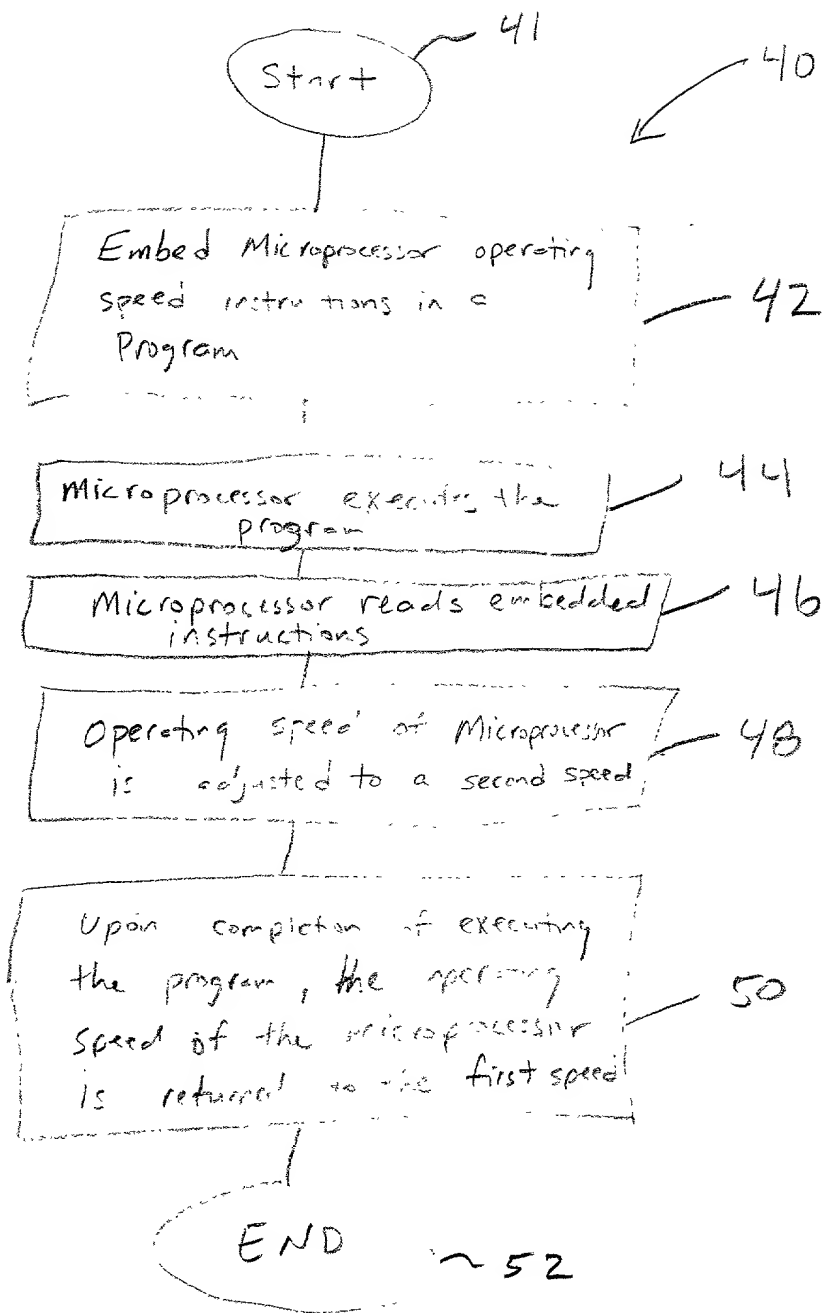 41
Start
40
Embed Microprocessor operating
speed instructions in a
Program
42
Microprocessor executes the
program
44
Microprocessor reads embedded
instructions
46
Operating speed of Microprocessor
is adjusted to a second speed
48
Upon completion of executing
the program, the operating
speed of the microprocessor
is returned to the first speed
50
END
52